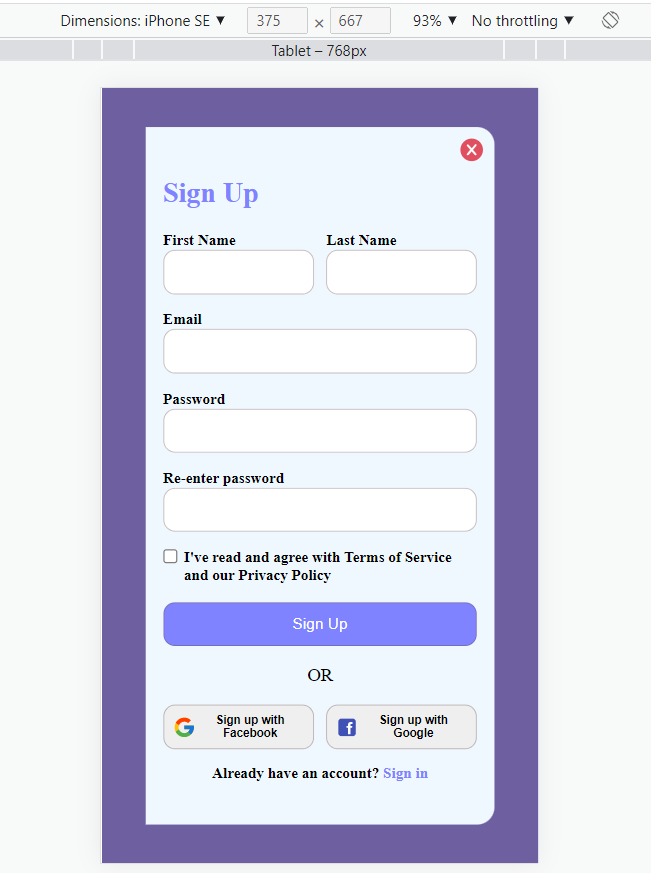 Dimensions: iPhone SE ▼ 375 × 667 93% ▼ No throttling ▼
Tablet – 768px
Sign Up
First Name Last Name
Email
Password
Re-enter password
I've read and agree with Terms of Service
and our Privacy Policy
Sign Up
OR
Sign up with
Facebook
Sign up with
Google
Already have an account? Sign in